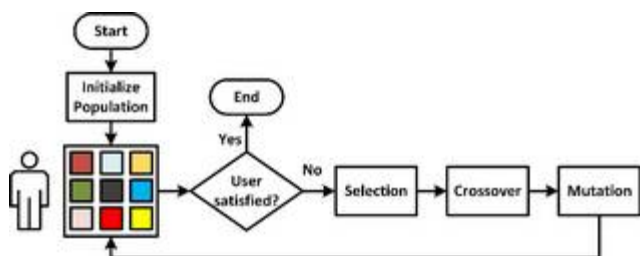 Start
Initialize
Population
End
Yes
User
satisfied?
No
Selection
Crossover
Mutation